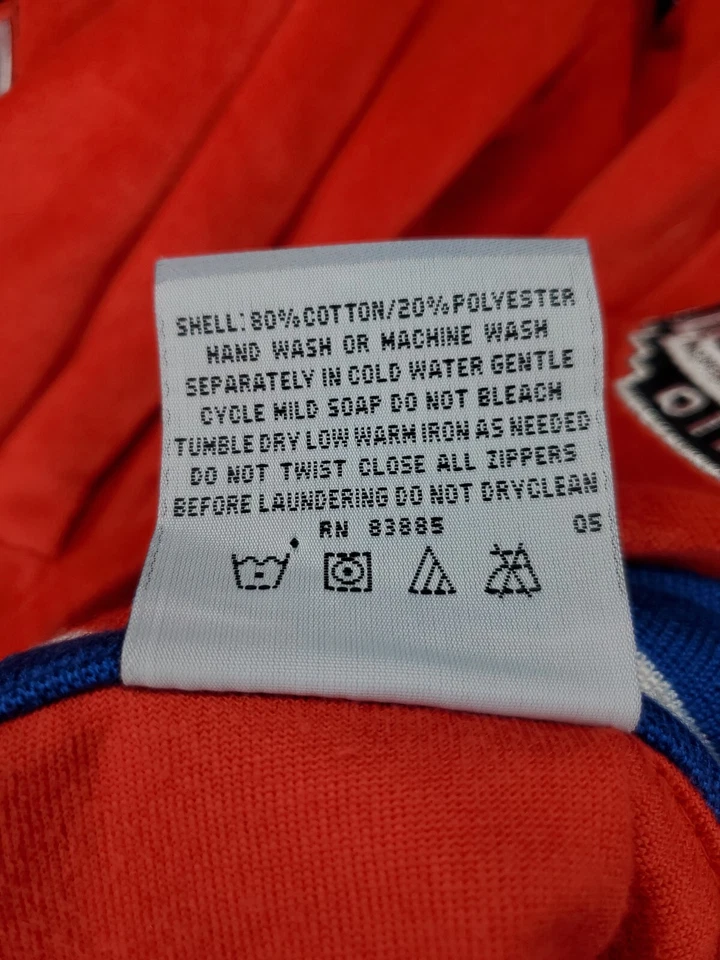 SHELL:80%COTTON/20%POLYESTER
HAND WASH OR MACHINE WASH
SEPARATELY IN COLD WATER GENTLE
CYCLE MILD SOAP DO NOT BLEACH
TUMBLE DRY LOW WARM IRON AS NEEDED
DO NOT TWIST CLOSE ALL ZIPPERS
BEFORE LAUNDERING DO NOT DRYCLEAN
RN 83885 05